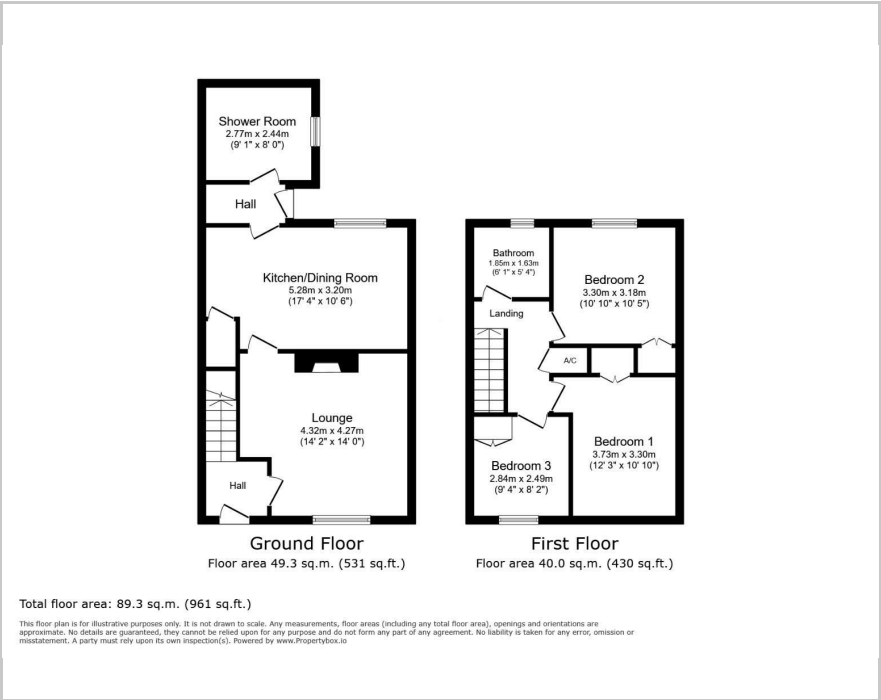 Shower Room
2.77m x 2.44m
(9' 1" x 8' 0")
Hall
Kitchen/Dining Room
5.28m x 3.20m
(17' 4" x 10' 6")
Lounge
4.32m x 4.27m
(14' 2" x 14' 0")
Hall
Ground Floor
Floor area 49.3 sq.m. (531 sq.ft.)
Bathroom
1.85m x 1.63m
(6' 1" x 5' 4")
Bedroom 2
3.30m x 3.18m
(10' 10" x 10' 5")
Landing
A/C
Bedroom 1
3.73m x 3.30m
(12' 3" x 10' 10")
Bedroom 3
2.84m x 2.49m
(9' 4" x 8' 2")
First Floor
Floor area 40.0 sq.m. (430 sq.ft.)
Total floor area: 89.3 sq.m. (961 sq.ft.)
This floor plan is for illustrative purposes only. It is not drawn to scale. Any measurements, floor areas (including any total floor area), openings and orientations are
approximate. No details are guaranteed, they cannot be relied upon for any purpose and do not form any part of any agreement. No liability is taken for any error, omission or
misstatement. A party must rely upon its own inspection(s). Powered by www.Propertybox.io